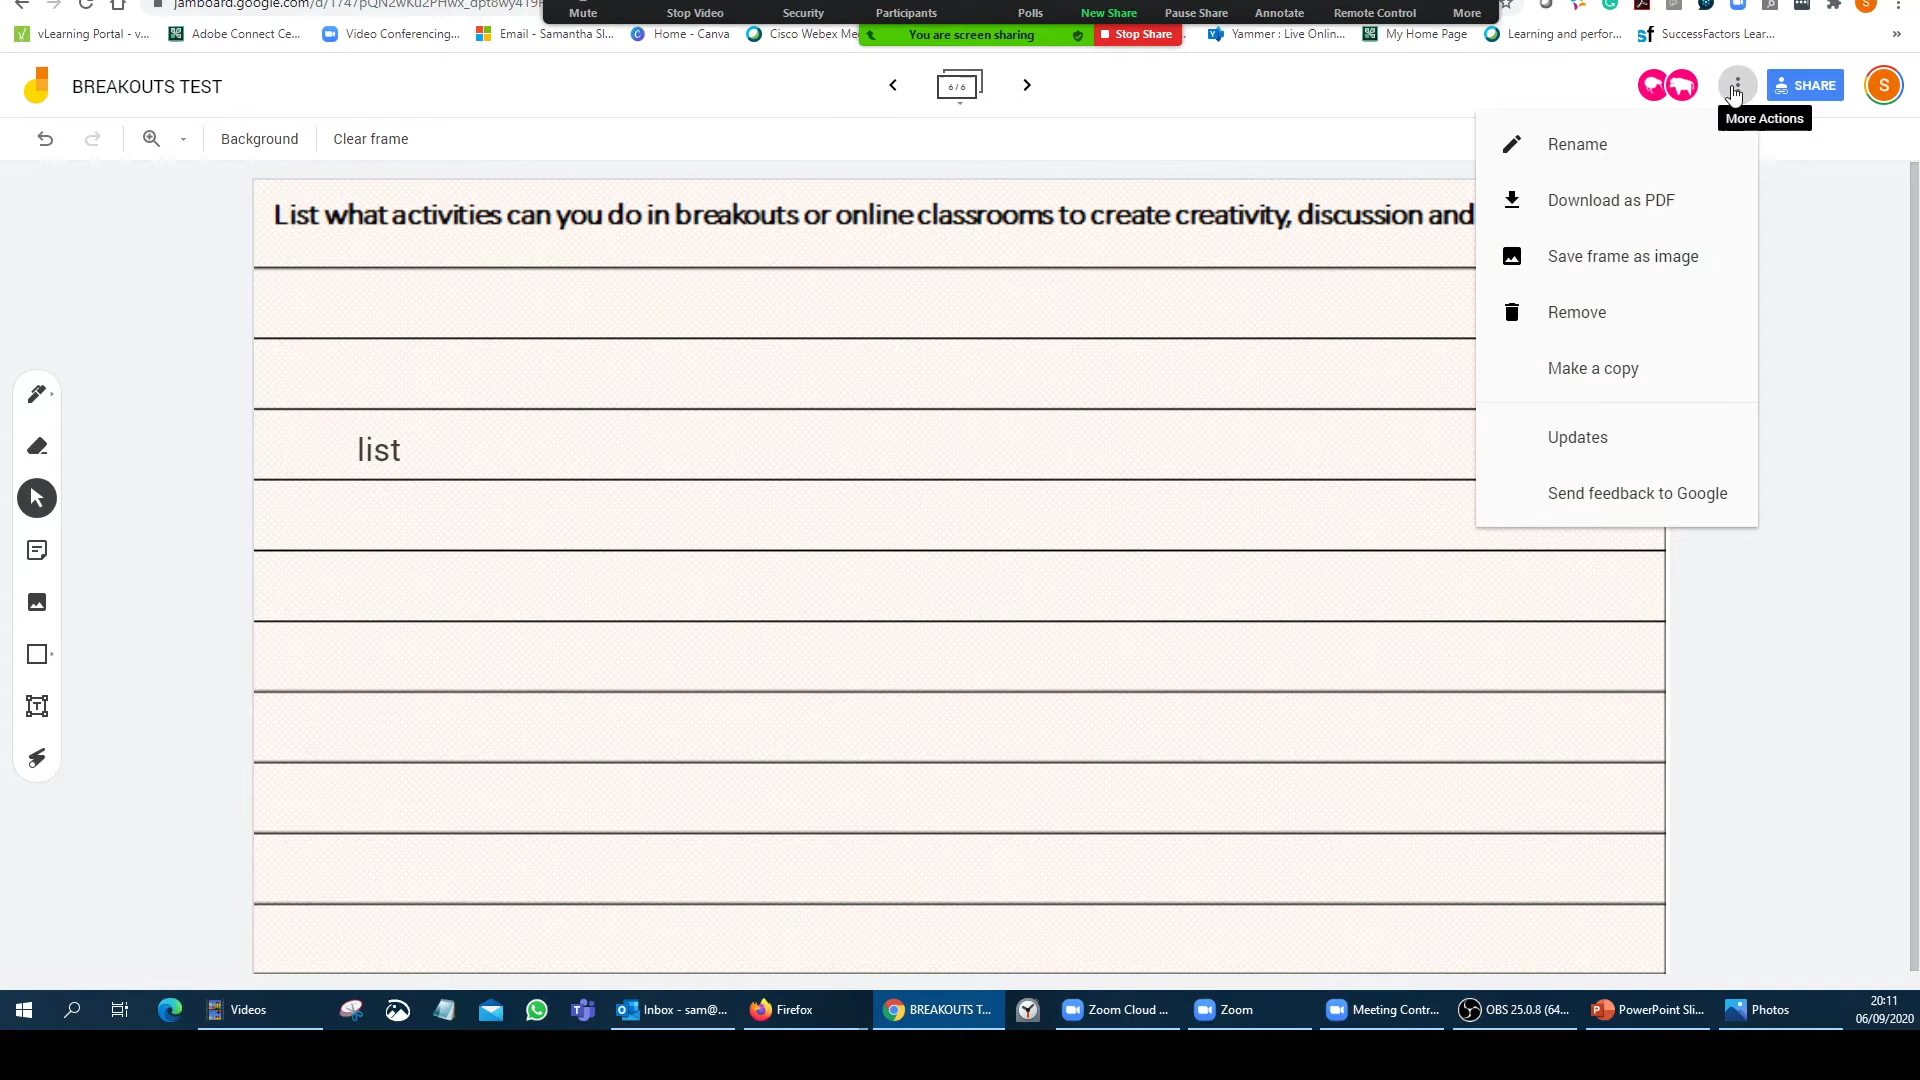 jamboard.google.com/d/
Mute
Stop Video
Security
Participants
Polls
New Share
Pause Share
Annotate
Remote Control
More
vLearning Portal - v...
Adobe Connect Ce...
Video Conferencing...
Email - Samantha Sl...
Home - Canva
Cisco Webex Me
You are screen sharing
Stop Share
Yammer : Live Onlin...
My Home Page
Learning and perfor...
SuccessFactors Lear...
BREAKOUTS TEST
6 / 6
SHARE
S
More Actions
Background
Clear frame
Rename
Download as PDF
Save frame as image
Remove
Make a copy
Updates
Send feedback to Google
List what activities can you do in breakouts or online classrooms to create creativity, discussion and
list
Videos
Inbox - sam@...
Firefox
BREAKOUTS T...
Zoom Cloud ...
Zoom
Meeting Contr...
OBS 25.0.8 (64...
PowerPoint Sli...
Photos
20:11
06/09/2020